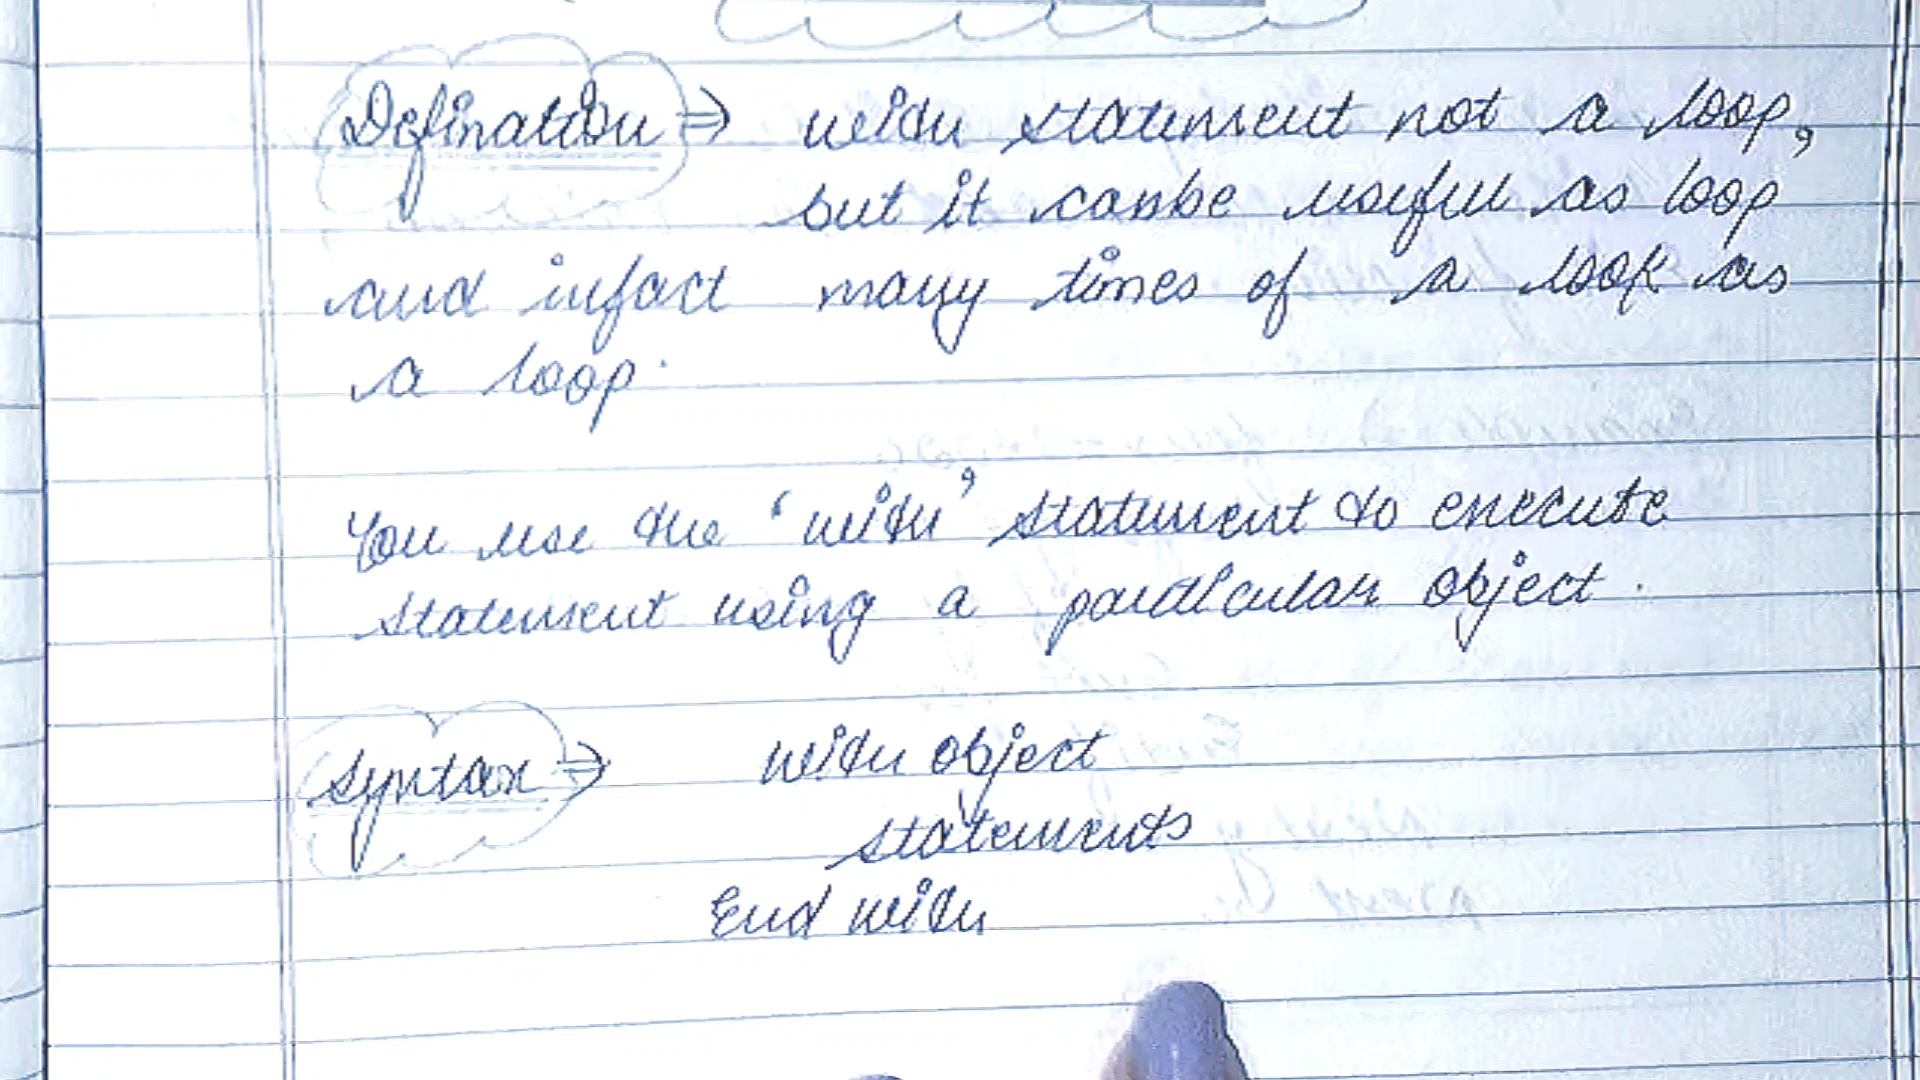 Defination ⇒ with statement not a loop,
but it canbe useful as loop
and infact many times of a look as
a loop.
You use the 'with' statement to execute
statement using a particular object.
Syntax ⇒ with object
statements
End with